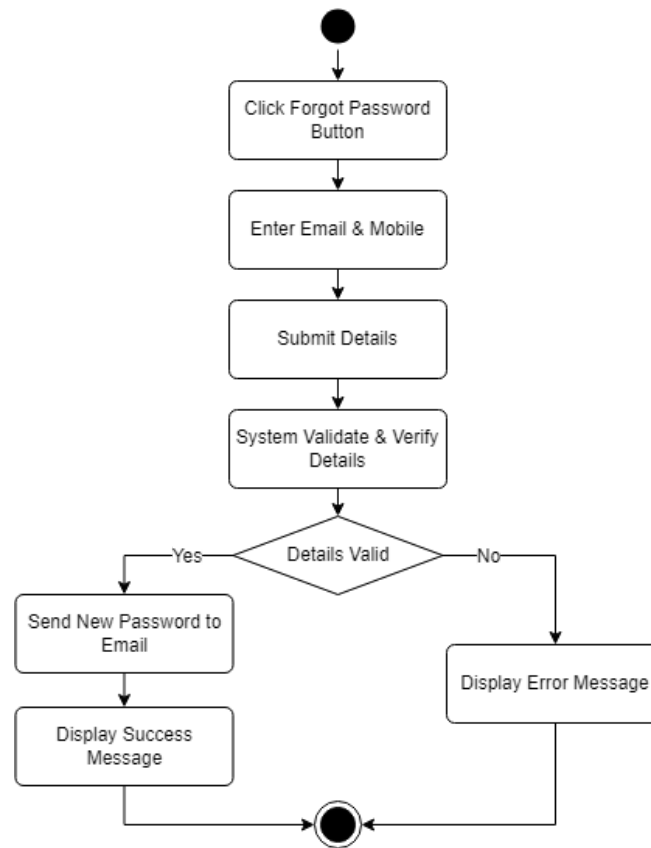 Click Forgot Password
Button
Enter Email & Mobile
Submit Details
System Validate & Verify
Details
Details Valid
Yes
No
Send New Password to
Email
Display Error Message
Display Success
Message